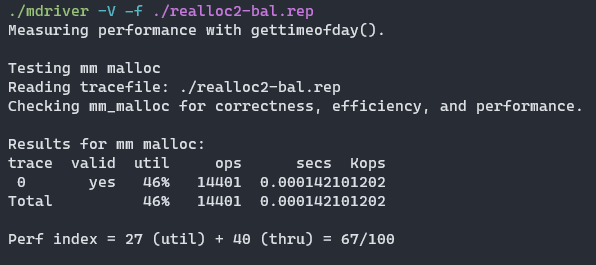 ./mdriver -V -f ./realloc2-bal.rep
Measuring performance with gettimeofday().
Testing mm malloc
Reading tracefile: ./realloc2-bal.rep
Checking mm_malloc for correctness, efficiency, and performance.
Results for mm malloc:
trace valid util ops secs Kops
0 yes 46% 14401 0.000142101202
Total 46% 14401 0.000142101202
Perf index = 27 (util) + 40 (thru) = 67/100